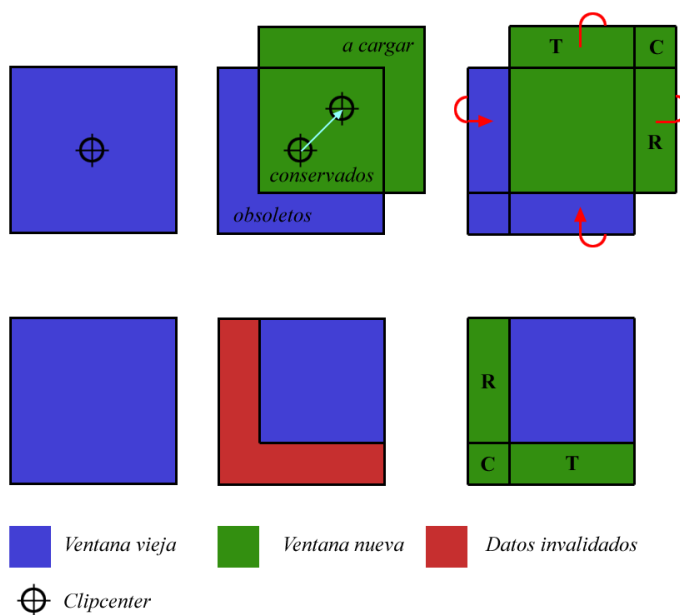 a cargar
T
C
R
conservados
obsoletos
R
C
T
Ventana vieja
Ventana nueva
Datos invalidados
Clipcenter